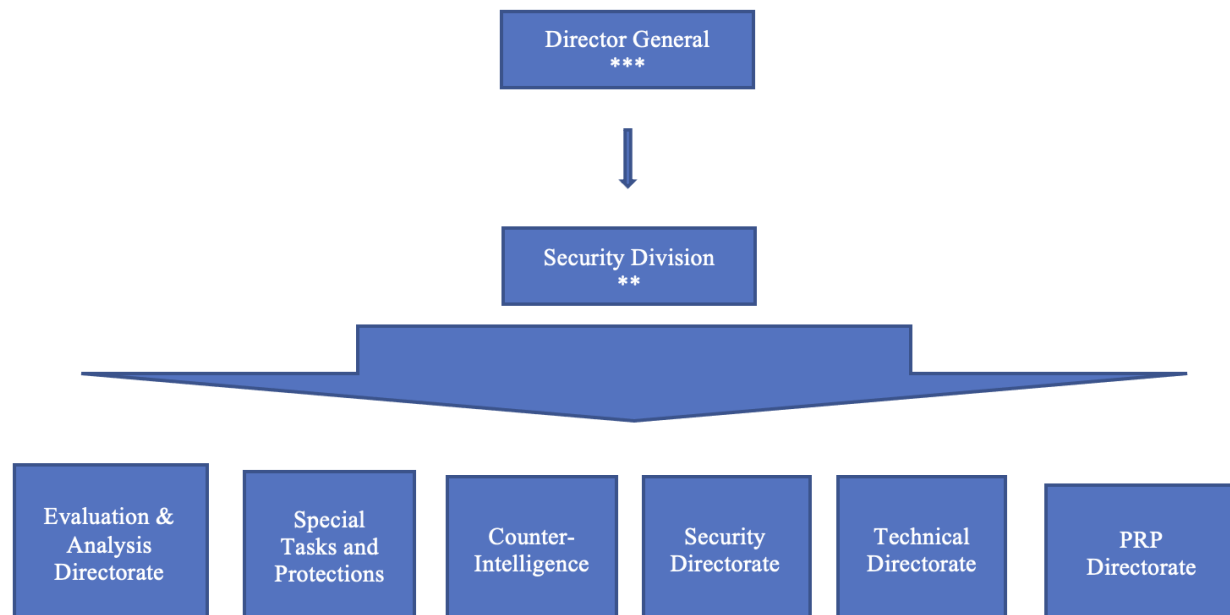 Director General
***
Security Division
**
Evaluation &
Analysis
Directorate
Special
Tasks and
Protections
Counter-
Intelligence
Security
Directorate
Technical
Directorate
PRP
Directorate